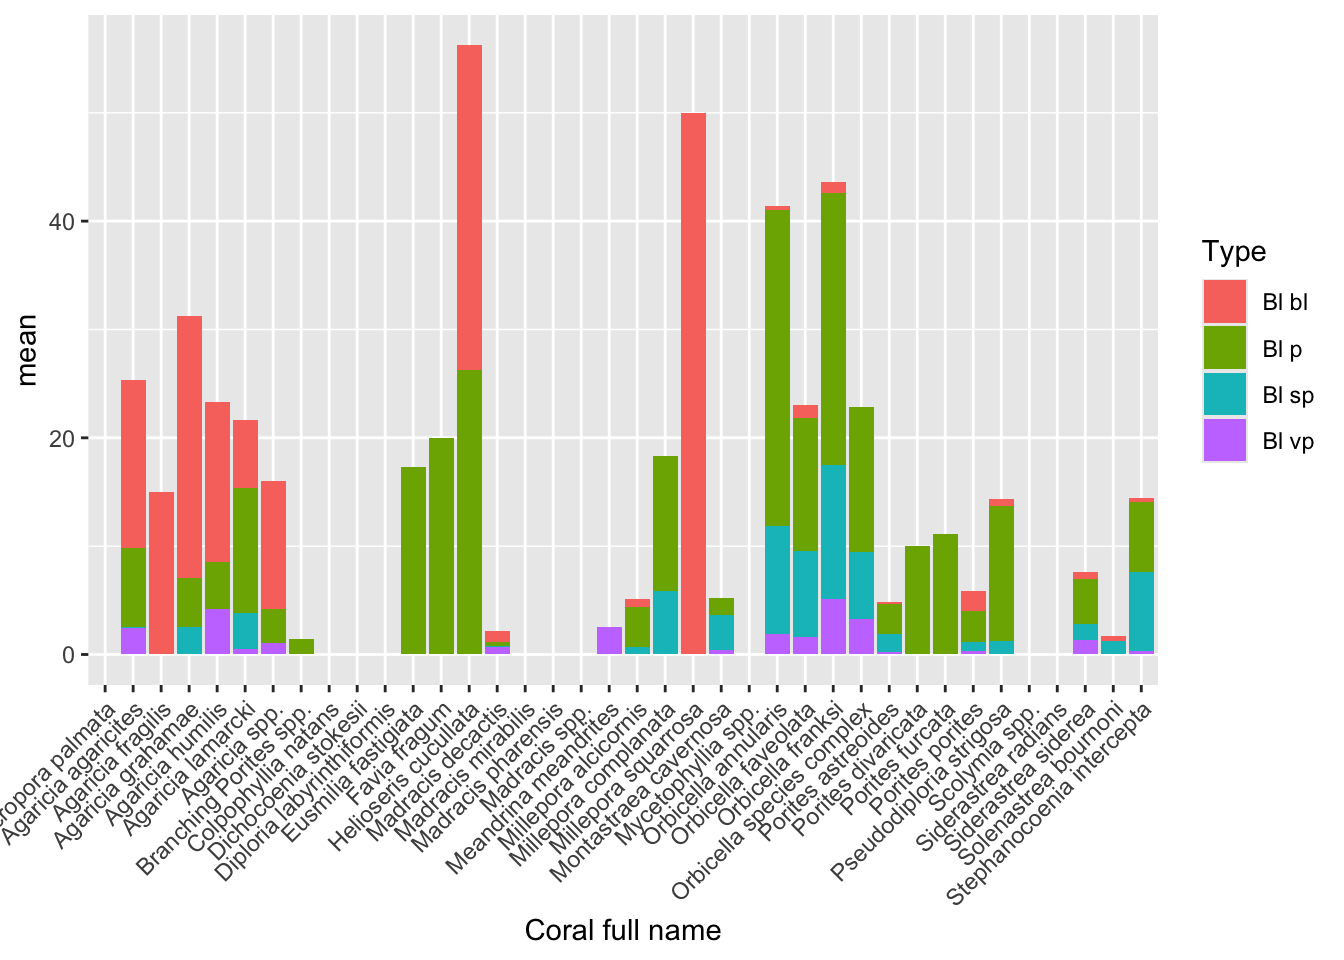 40
20
0
mean
Acropora palmata
Agaricia agaricites
Agaricia fragilis
Agaricia grahamae
Agaricia humilis
Agaricia lamarcki
Agaricia spp.
Branching Porites spp.
Colpophyllia natans
Dichocoenia stokesii
Diploria labyrinthiformis
Eusmilia fastigiata
Favia fragum
Helioseris cucullata
Madracis decactis
Madracis mirabilis
Madracis pharensis
Madracis spp.
Meandrina meandrites
Millepora alcicornis
Millepora complanata
Millepora squarrosa
Montastraea cavernosa
Mycetophyllia spp.
Orbicella annularis
Orbicella faveolata
Orbicella franksi
Orbicella species complex
Porites astreoides
Porites divaricata
Porites furcata
Porites porites
Pseudodiploria strigosa
Scolymia spp.
Siderastrea radians
Siderastrea siderea
Solenastrea bournoni
Stephanocoenia intercepta
Coral full name
Type
Bl bl
Bl p
Bl sp
Bl vp